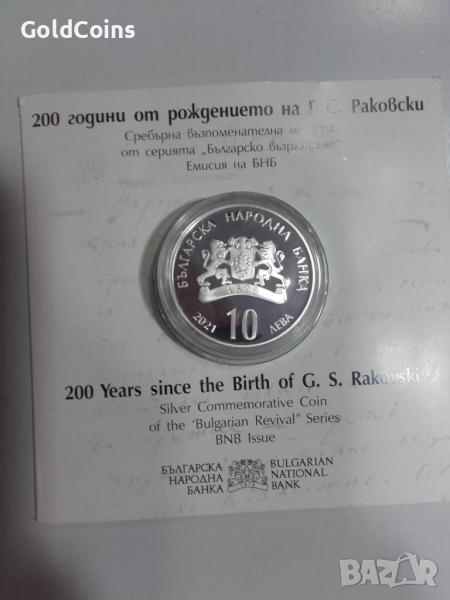 GoldCoins
200 години от рождението на Г. С. Раковски
Сребърна възпоменателна
от серията „Българско възраждане"
Емисия на БНБ
БЪЛГАРСКА НАРОДНА БАНКА
1879
2021 10 ЛЕВА
200 Years since the Birth of G. S. Rakovski
Silver Commemorative Coin
of the 'Bulgarian Revival" Series
BNB Issue
БЪЛГАРСКА
НАРОДНА
БАНКА
BULGARIAN
NATIONAL
BANK
BAZAR